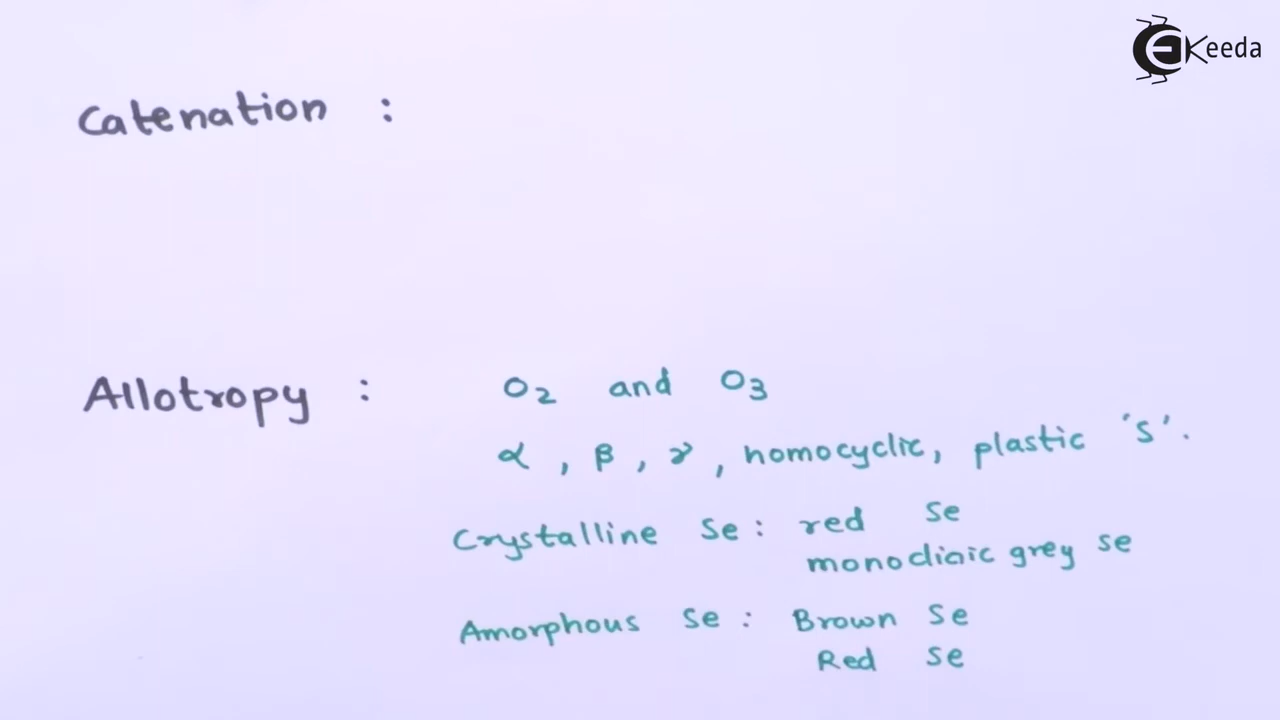 eKeeda
Catenation :
Allotropy : O2 and O3
α , β , γ , homocyclic, plastic 'S'.
Crystalline Se : red Se
monoclinic grey Se
Amorphous Se : Brown Se
Red Se